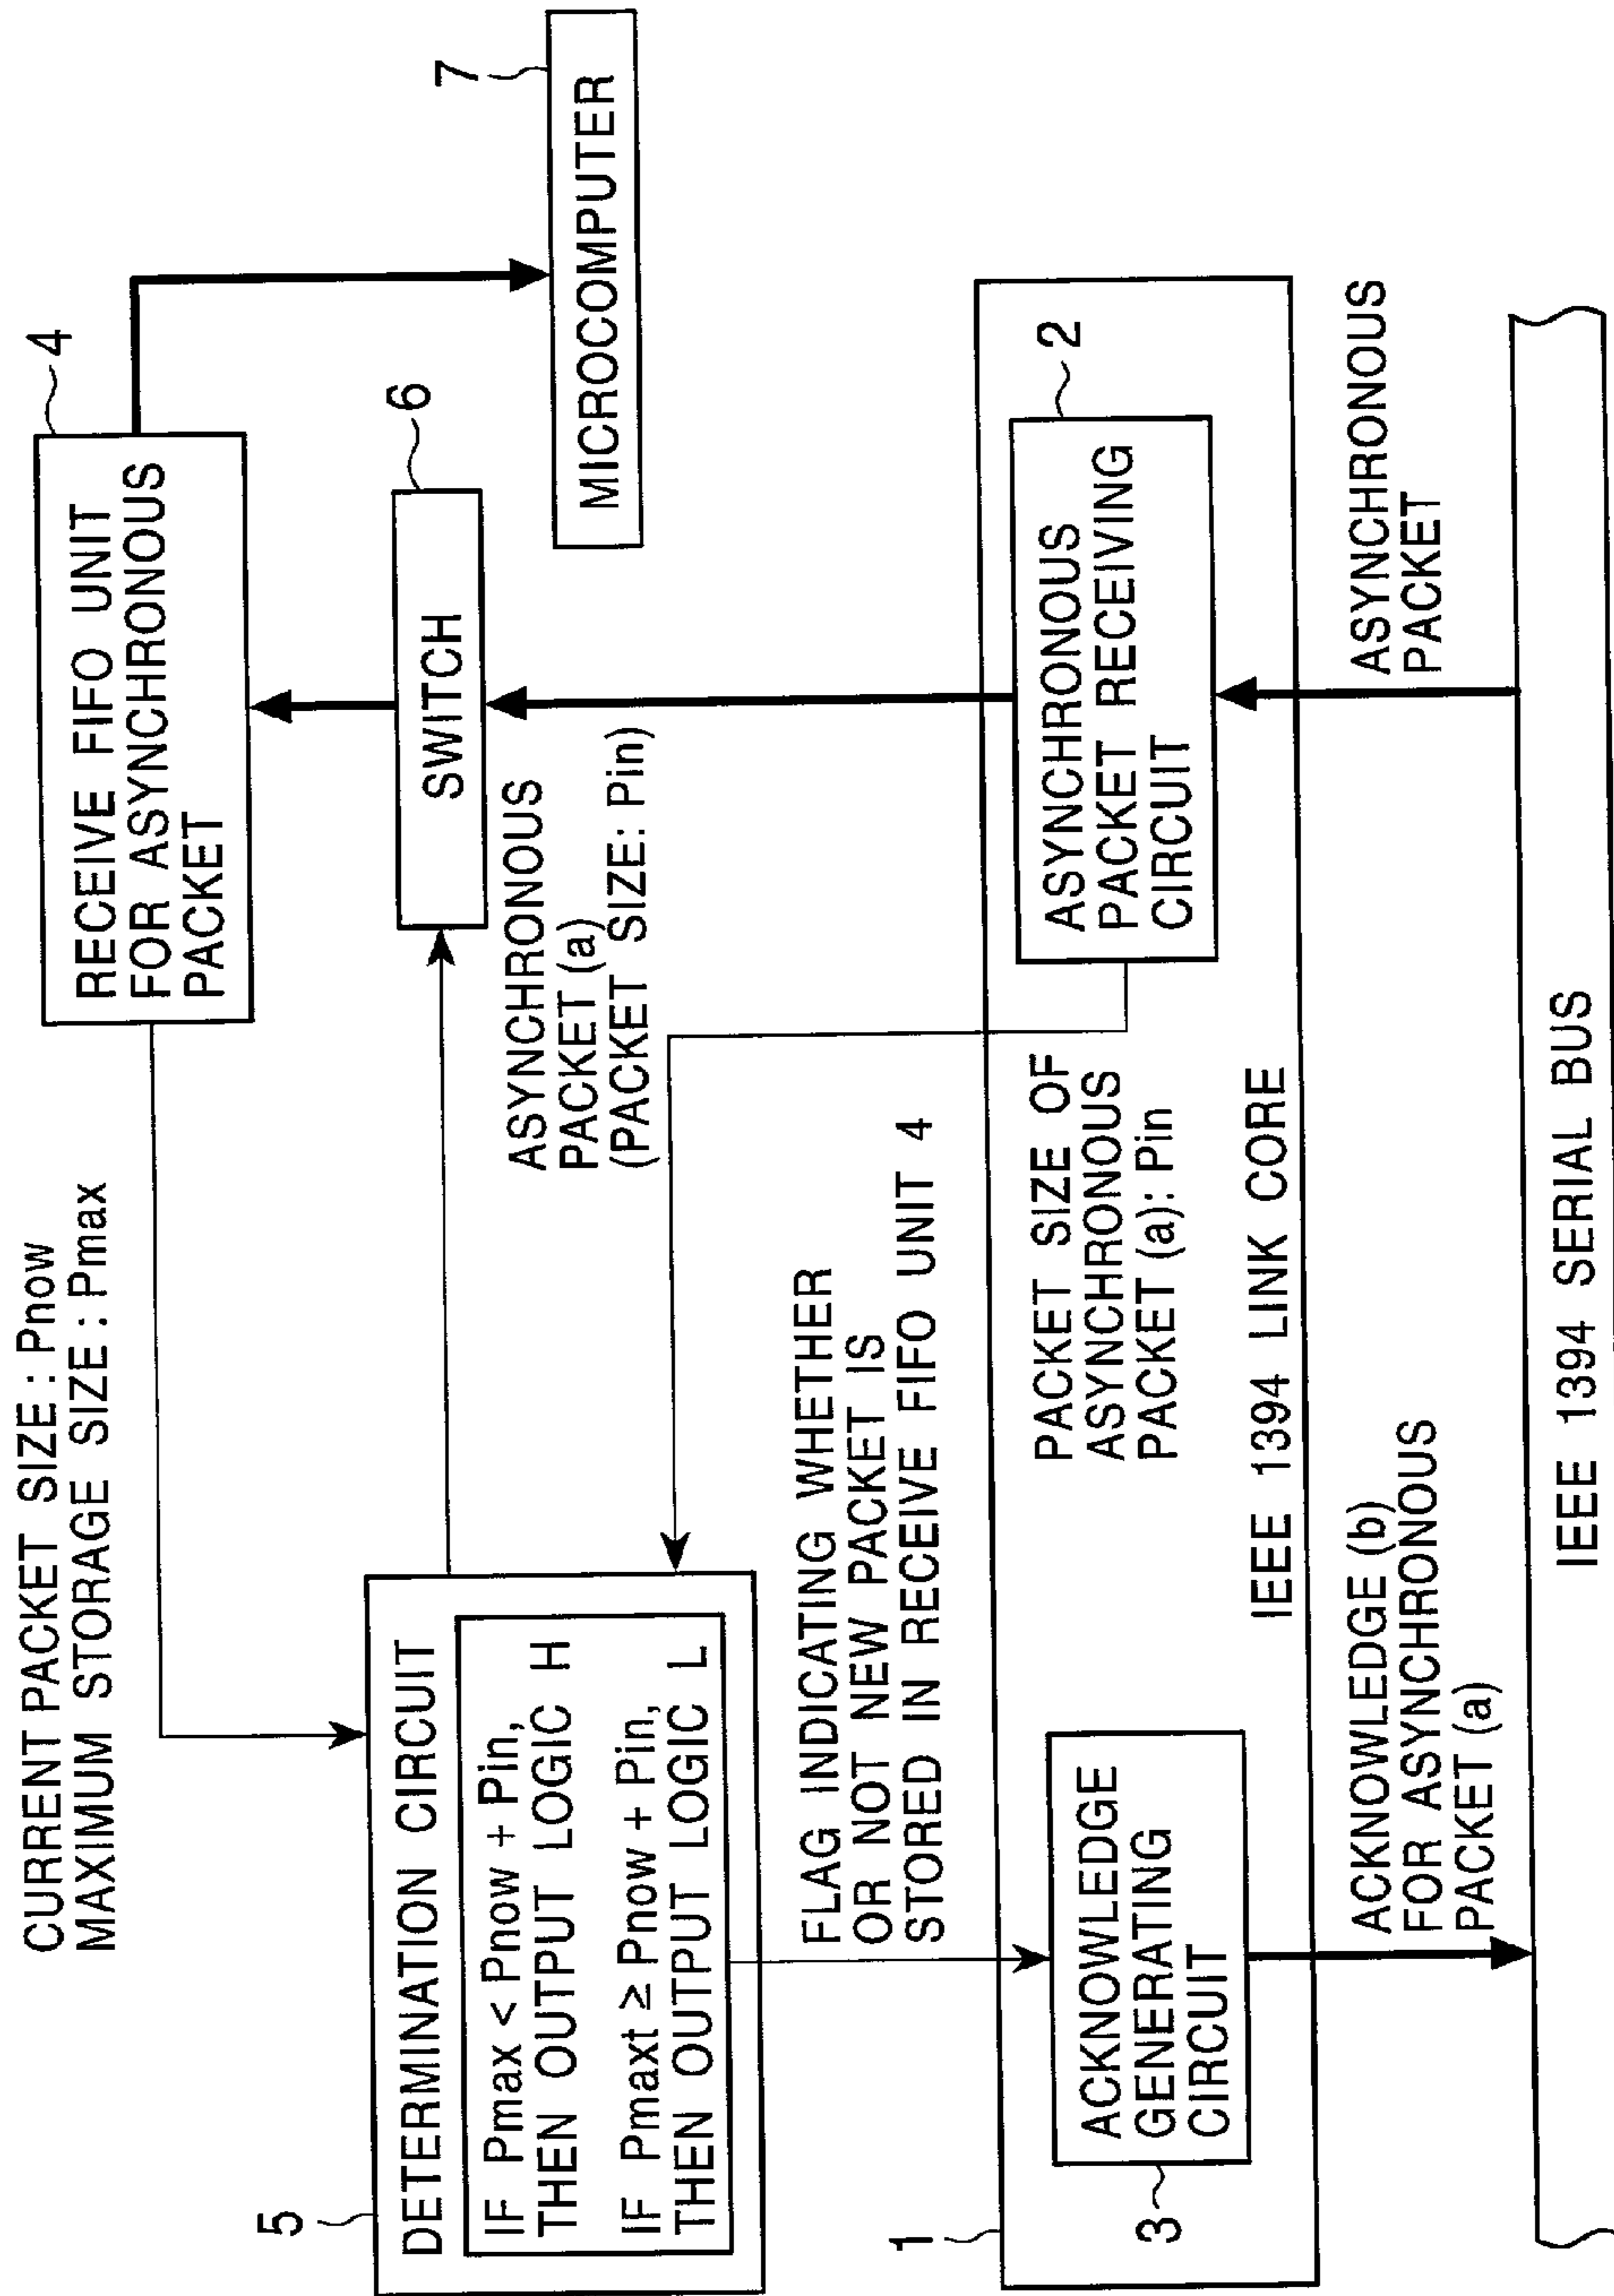 CURRENT PACKET SIZE : Pnow
MAXIMUM STORAGE SIZE : Pmax
4
RECEIVE FIFO UNIT
FOR ASYNCHRONOUS
PACKET
5
DETERMINATION CIRCUIT
IF Pmax < Pnow + Pin,
THEN OUTPUT LOGIC H
IF Pmaxt ≥ Pnow + Pin,
THEN OUTPUT LOGIC L
6
SWITCH
7
MICROCOMPUTER
ASYNCHRONOUS
PACKET (a)
(PACKET SIZE: Pin)
FLAG INDICATING WHETHER
OR NOT NEW PACKET IS
STORED IN RECEIVE FIFO UNIT 4
1
3
ACKNOWLEDGE
GENERATING
CIRCUIT
PACKET SIZE OF
ASYNCHRONOUS
PACKET (a): Pin
2
ASYNCHRONOUS
PACKET RECEIVING
CIRCUIT
IEEE 1394 LINK CORE
ACKNOWLEDGE (b)
FOR ASYNCHRONOUS
PACKET (a)
ASYNCHRONOUS
PACKET
IEEE 1394 SERIAL BUS